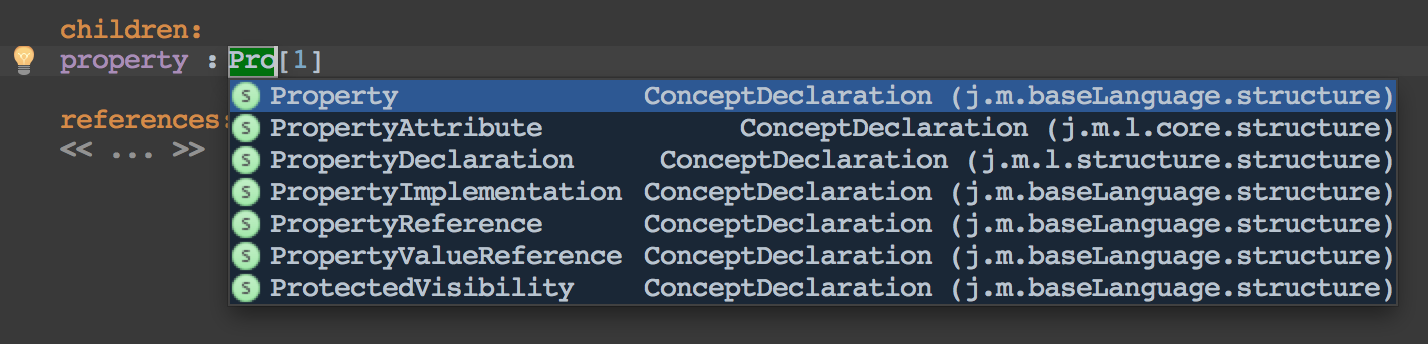 children:
property : Pro[1]
S Property ConceptDeclaration (j.m.baseLanguage.structure)
S PropertyAttribute ConceptDeclaration (j.m.l.core.structure)
references:
S PropertyDeclaration ConceptDeclaration (j.m.l.structure.structure)
<< ... >>
S PropertyImplementation ConceptDeclaration (j.m.baseLanguage.structure)
S PropertyReference ConceptDeclaration (j.m.baseLanguage.structure)
S PropertyValueReference ConceptDeclaration (j.m.baseLanguage.structure)
S ProtectedVisibility ConceptDeclaration (j.m.baseLanguage.structure)